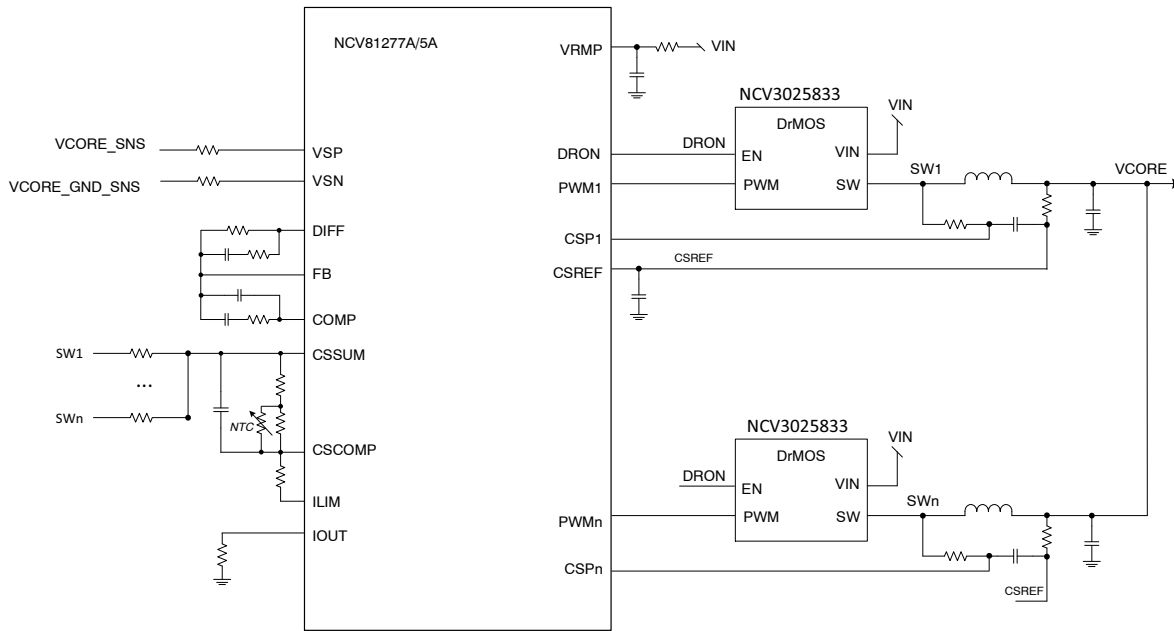 NCV81277A/5A
VRMP
VIN
NCV3025833
DrMOS
VIN
VCORE_SNS
VSP
DRON
DRON
EN
VIN
SW1
VCORE
VCORE_GND_SNS
VSN
PWM1
PWM
SW
DIFF
CSP1
FB
CSREF
CSREF
COMP
SW1
CSSUM
...
SWn
NTC
NCV3025833
CSCOMP
DrMOS
VIN
DRON
EN
VIN
ILIM
SWn
PWMn
PWM
SW
IOUT
CSPn
CSREF